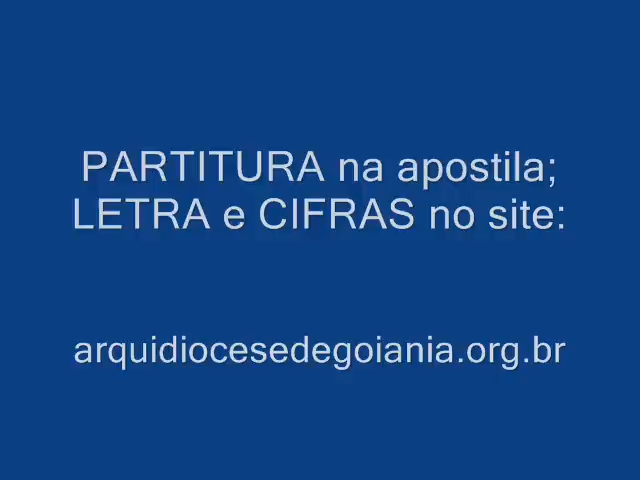 PARTITURA na apostila;
LETRA e CIFRAS no site:
arquidiocesedegoiania.org.br